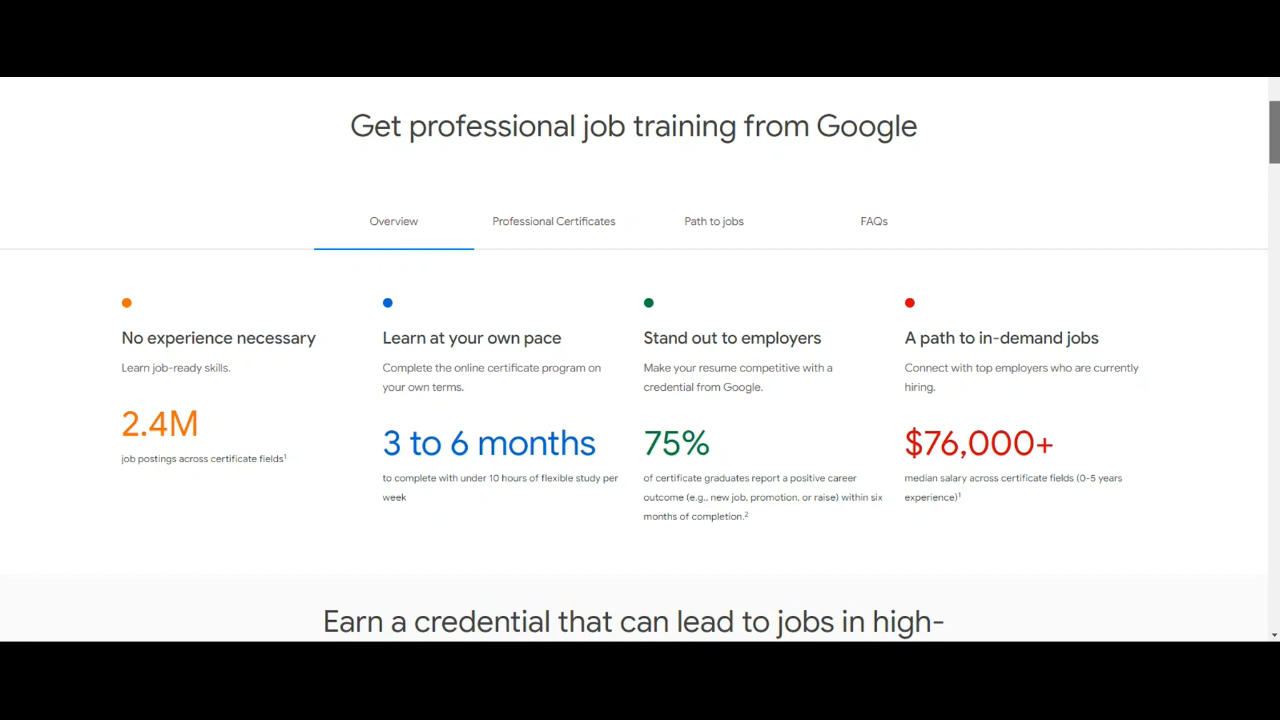 Get professional job training from Google
Overview
Professional Certificates
Path to jobs
FAQs
No experience necessary
Learn job-ready skills.
2.4M
job postings across certificate fields¹
Learn at your own pace
Complete the online certificate program on
your own terms.
3 to 6 months
to complete with under 10 hours of flexible study per
week
Stand out to employers
Make your resume competitive with a
credential from Google.
75%
of certificate graduates report a positive career
outcome (e.g., new job, promotion, or raise) within six
months of completion.²
A path to in-demand jobs
Connect with top employers who are currently
hiring.
$76,000+
median salary across certificate fields (0-5 years
experience)¹
Earn a credential that can lead to jobs in high-